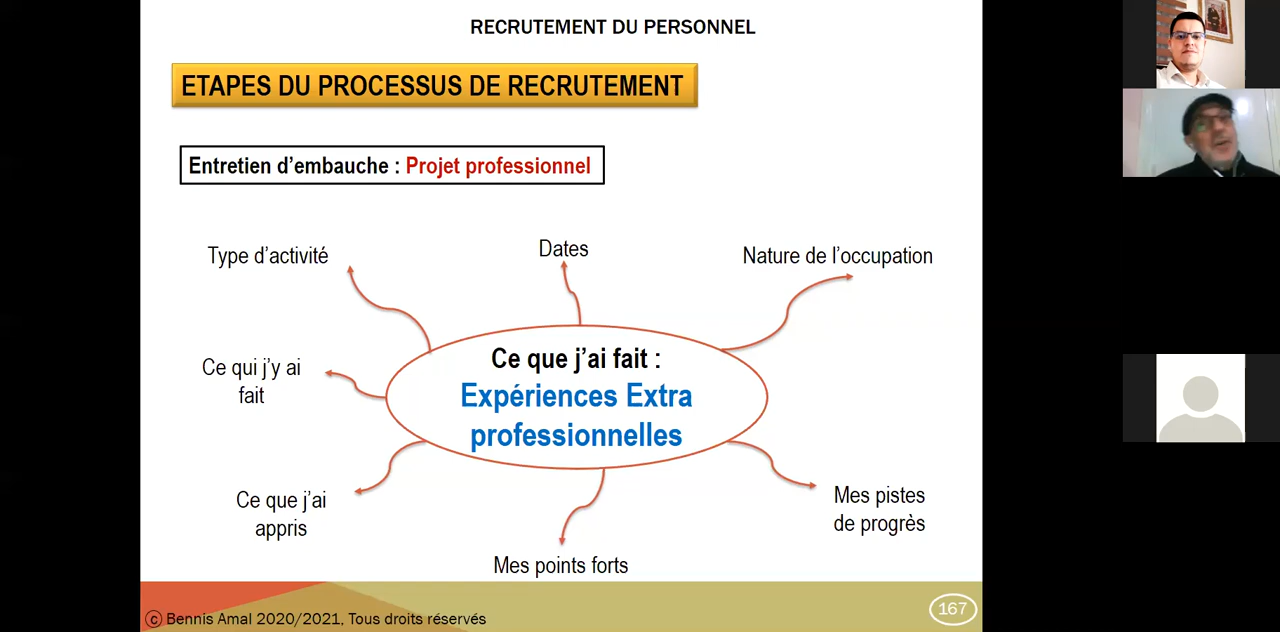 RECRUTEMENT DU PERSONNEL
ETAPES DU PROCESSUS DE RECRUTEMENT
Entretien d’embauche : Projet professionnel
Type d’activité
Dates
Nature de l’occupation
Ce qui j’y ai
fait
Ce que j’ai fait :
Expériences Extra
professionnelles
Ce que j’ai
appris
Mes points forts
Mes pistes
de progrès
© Bennis Amal 2020/2021, Tous droits réservés
167